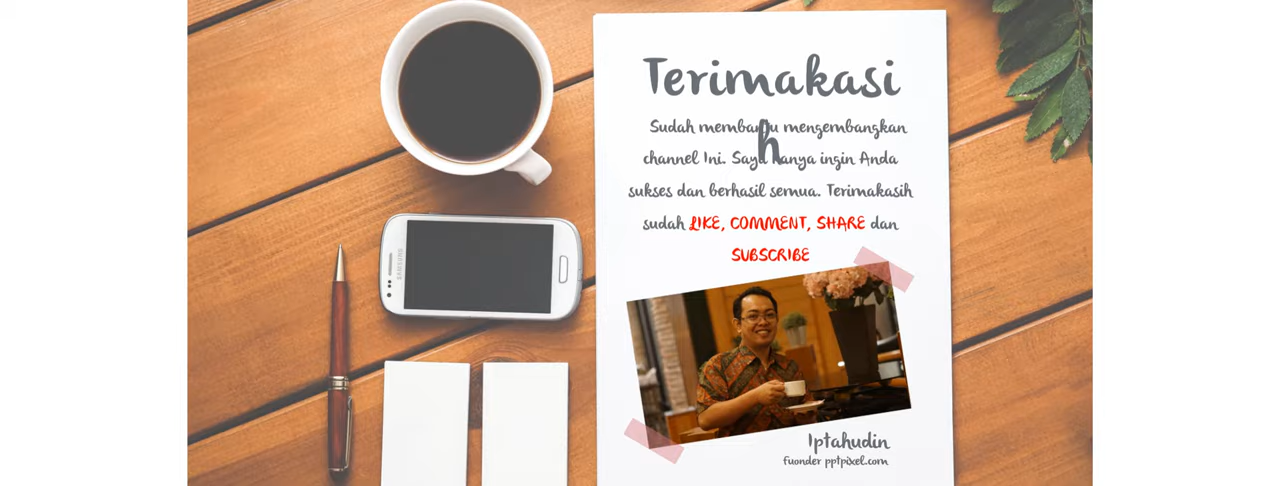 Terimakasi
h
Sudah membantu mengembangkan
channel Ini. Saya hanya ingin Anda
sukses dan berhasil semua. Terimakasih
sudah LIKE, COMMENT, SHARE dan
SUBSCRIBE
SAMSUNG
Iptahudin
fuonder pptpixel.com